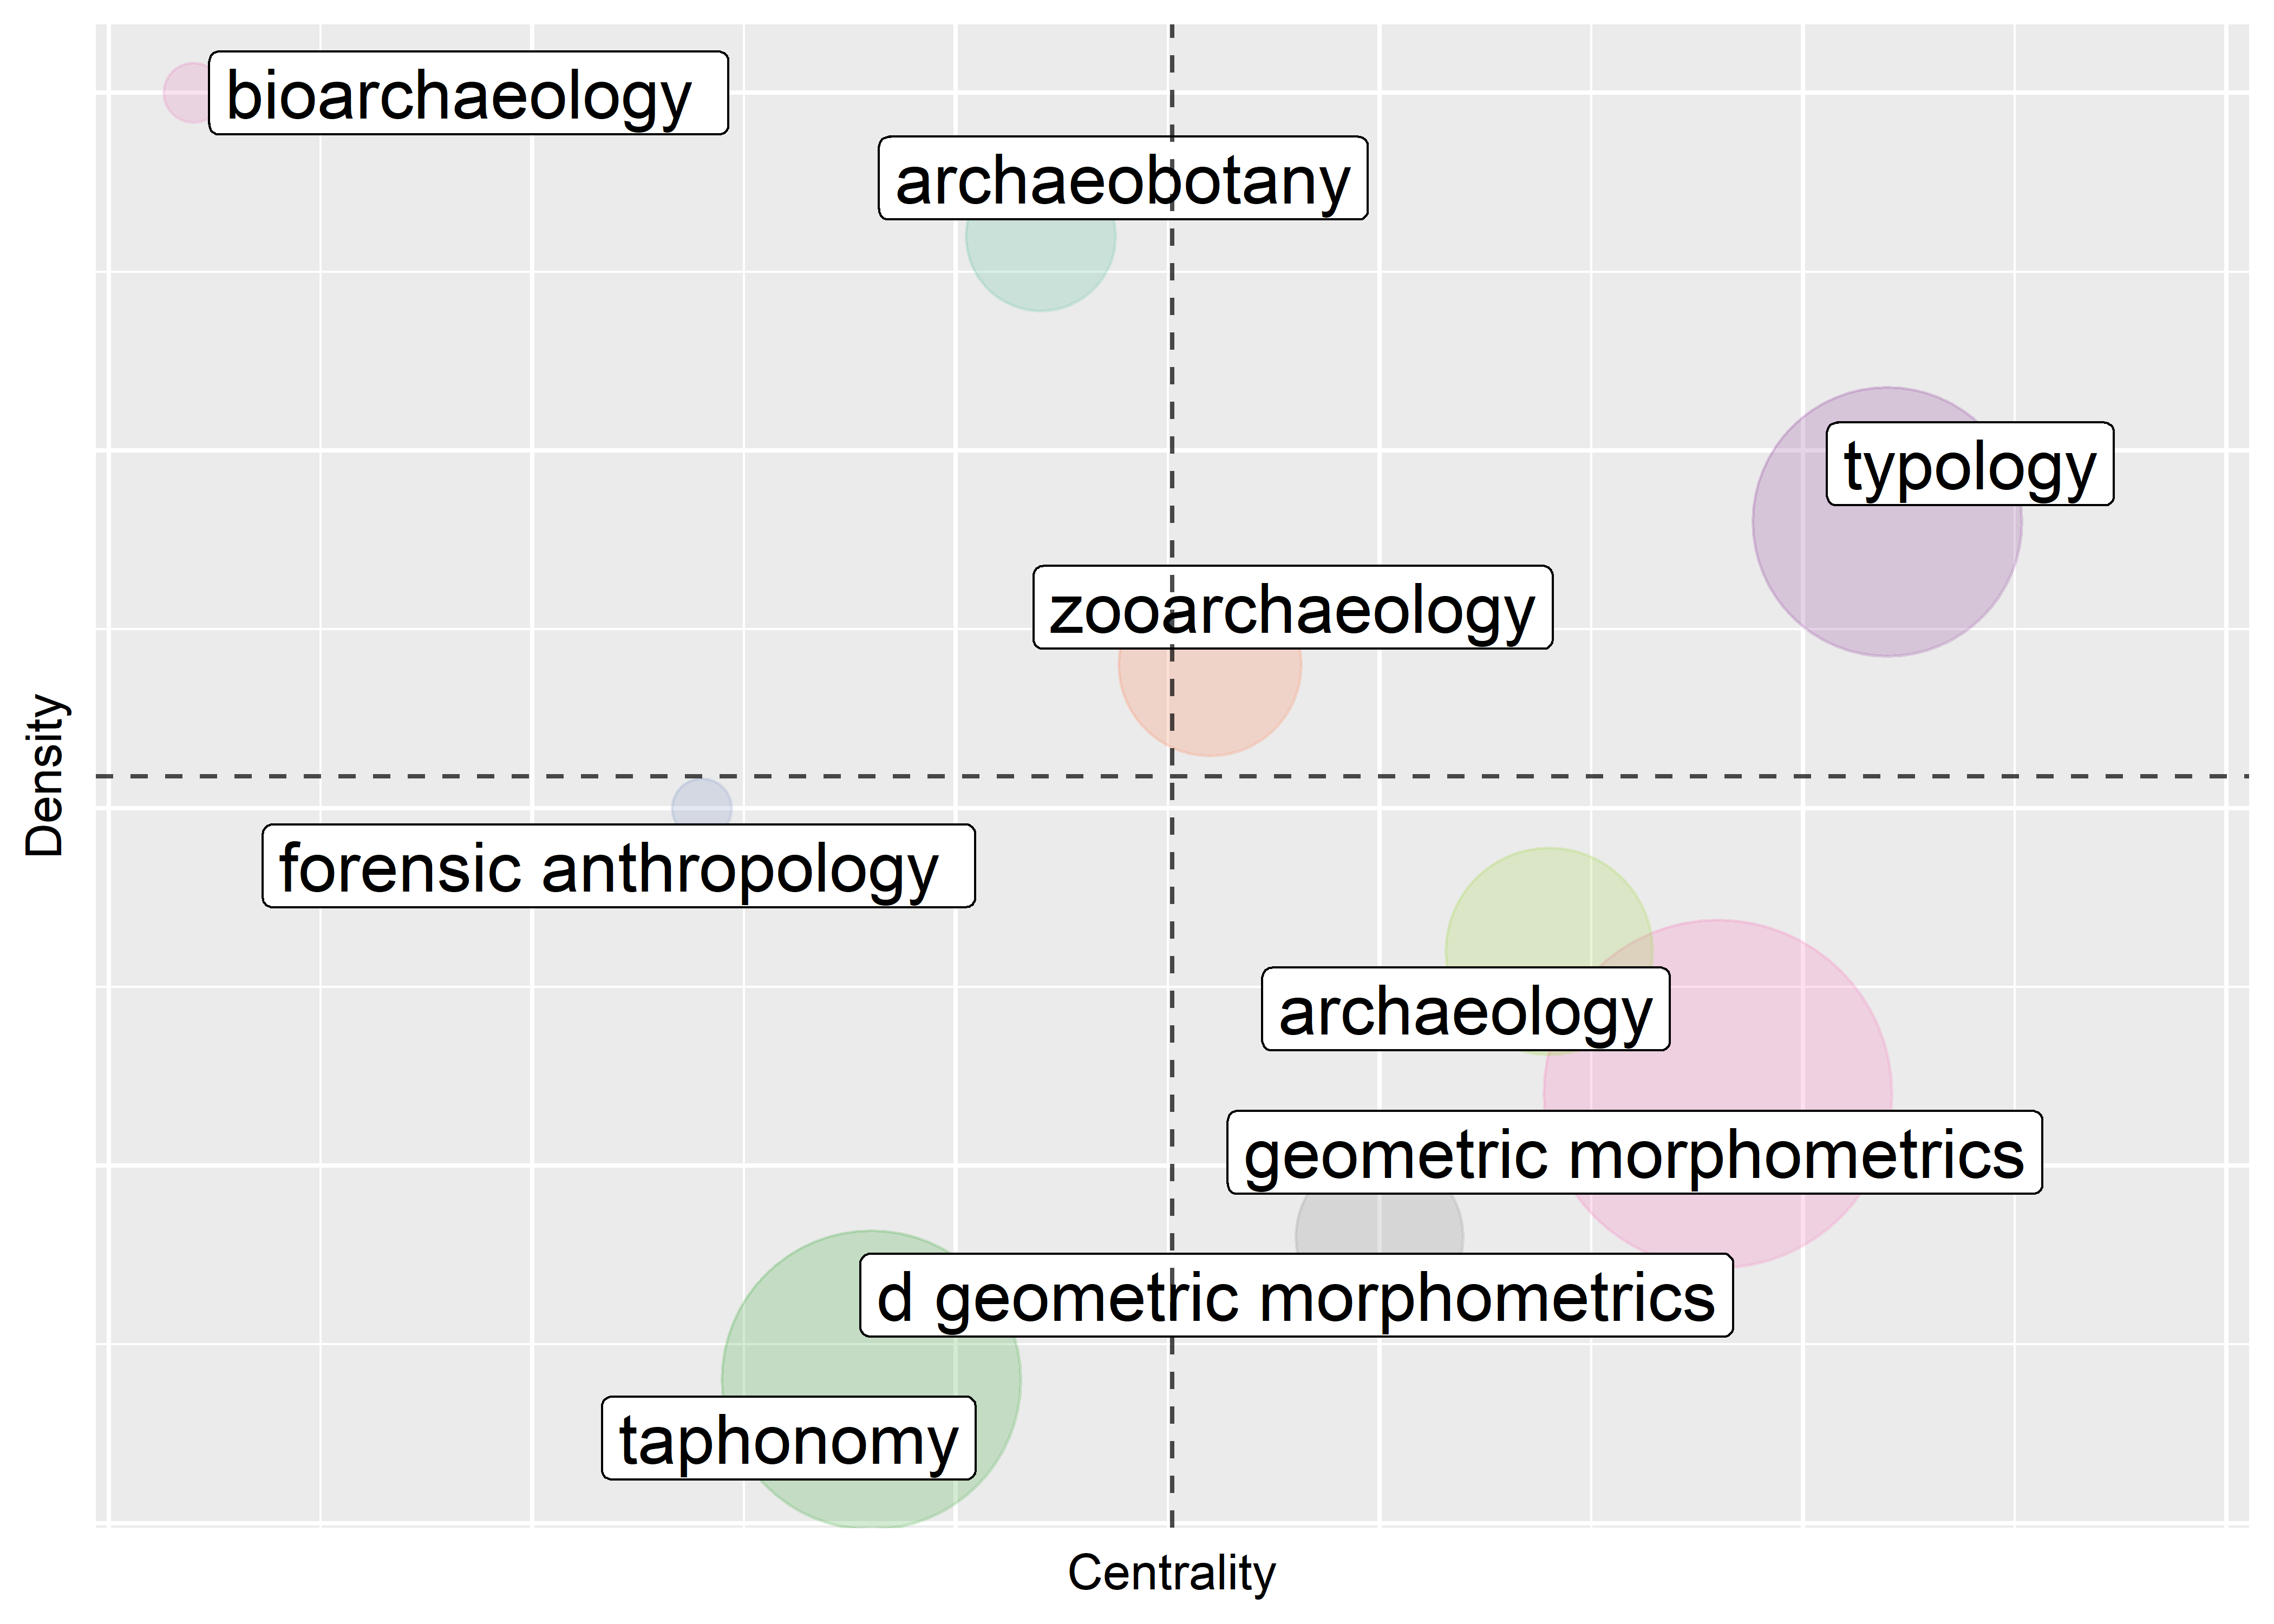 bioarchaeology
archaeobotany
typology
zooarchaeology
Density
forensic anthropology
archaeology
geometric morphometrics
d geometric morphometrics
taphonomy
Centrality